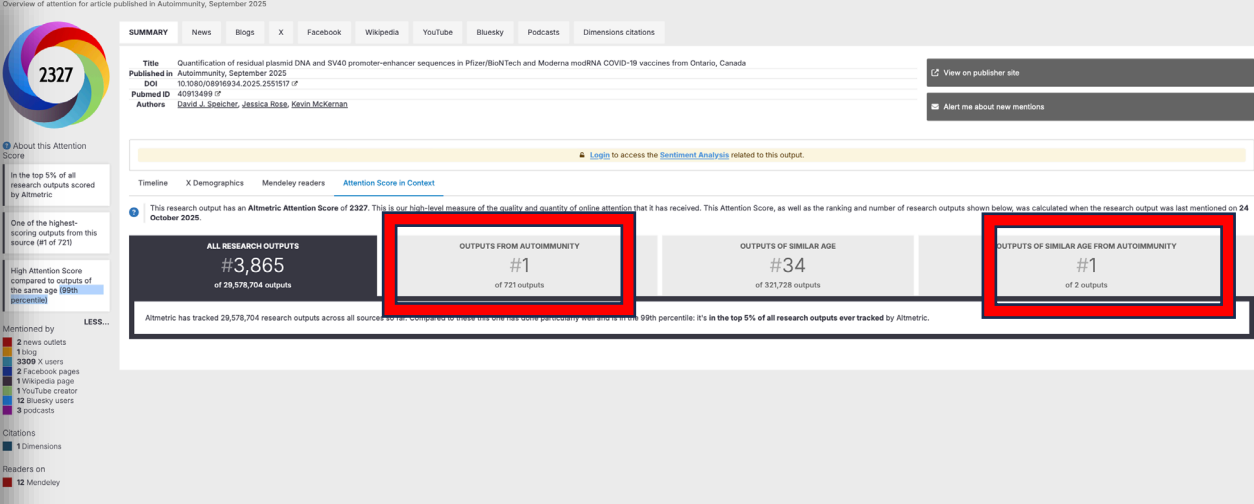 Overview of attention for article published in Autoimmunity, September 2025
2327
About this Attention
Score
In the top 5% of all
research outputs scored
by Altmetric
One of the highest-
scoring outputs from this
source (#1 of 721)
High Attention Score
compared to outputs of
the same age (99th
percentile)
LESS...
Mentioned by
2 news outlets
1 blog
3309 X users
2 Facebook pages
1 Wikipedia page
1 YouTube creator
12 Bluesky users
3 podcasts
Citations
1 Dimensions
Readers on
12 Mendeley
SUMMARY News Blogs X Facebook Wikipedia YouTube Bluesky Podcasts Dimensions citations
Title Quantification of residual plasmid DNA and SV40 promoter-enhancer sequences in Pfizer/BioNTech and Moderna modRNA COVID-19 vaccines from Ontario, Canada
Published in Autoimmunity, September 2025
DOI 10.1080/08916934.2025.2551517
Pubmed ID 40913499
Authors David J. Speicher, Jessica Rose, Kevin McKernan
View on publisher site
Alert me about new mentions
Login to access the Sentiment Analysis related to this output.
Timeline X Demographics Mendeley readers Attention Score in Context
This research output has an Altmetric Attention Score of 2327. This is our high-level measure of the quality and quantity of online attention that it has received. This Attention Score, as well as the ranking and number of research outputs shown below, was calculated when the research output was last mentioned on 24
October 2025.
ALL RESEARCH OUTPUTS
#3,865
of 29,578,704 outputs
OUTPUTS FROM AUTOIMMUNITY
#1
of 721 outputs
OUTPUTS OF SIMILAR AGE
#34
of 321,728 outputs
OUTPUTS OF SIMILAR AGE FROM AUTOIMMUNITY
#1
of 2 outputs
Altmetric has tracked 29,578,704 research outputs across all sources so far. Compared to these this one has done particularly well and is in the 99th percentile: it's in the top 5% of all research outputs ever tracked by Altmetric.